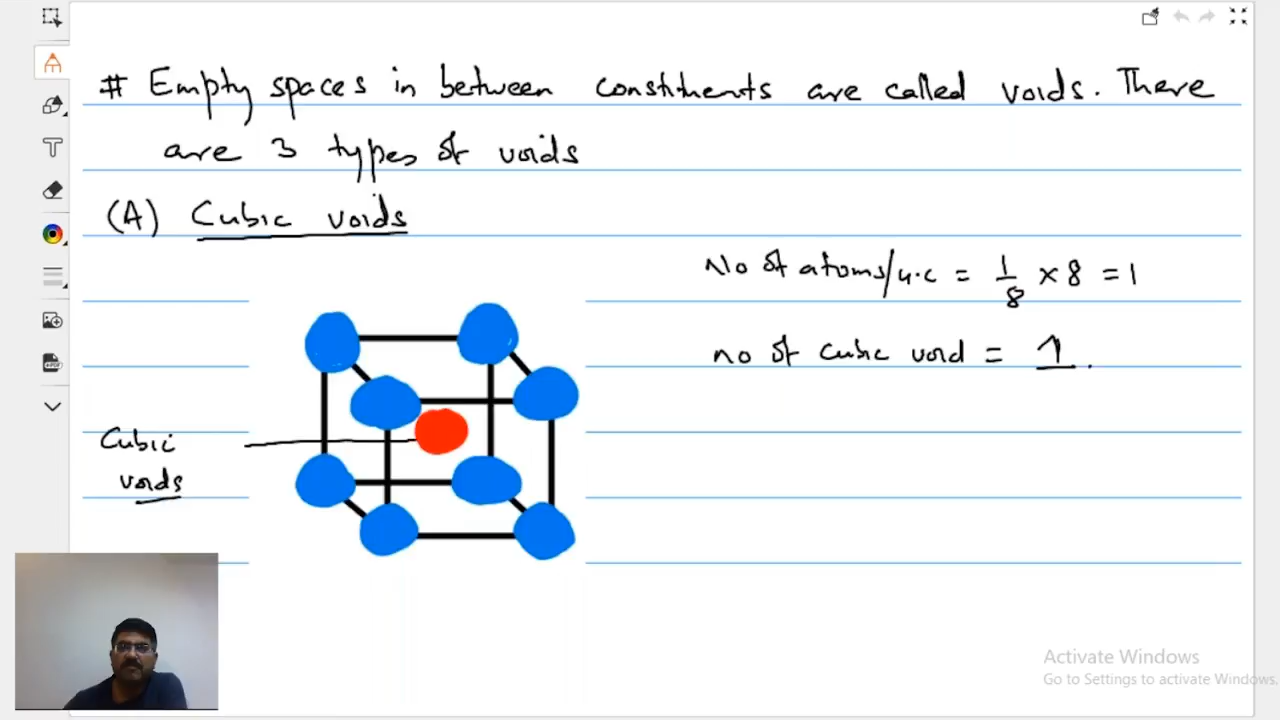 # Empty spaces in between constituents are called voids. There
are 3 types of voids
(A) Cubic voids
No of atoms/u.c = 1/8 × 8 = 1
no of cubic void = 1.
Cubic
voids
Activate Windows
Go to Settings to activate Windows.